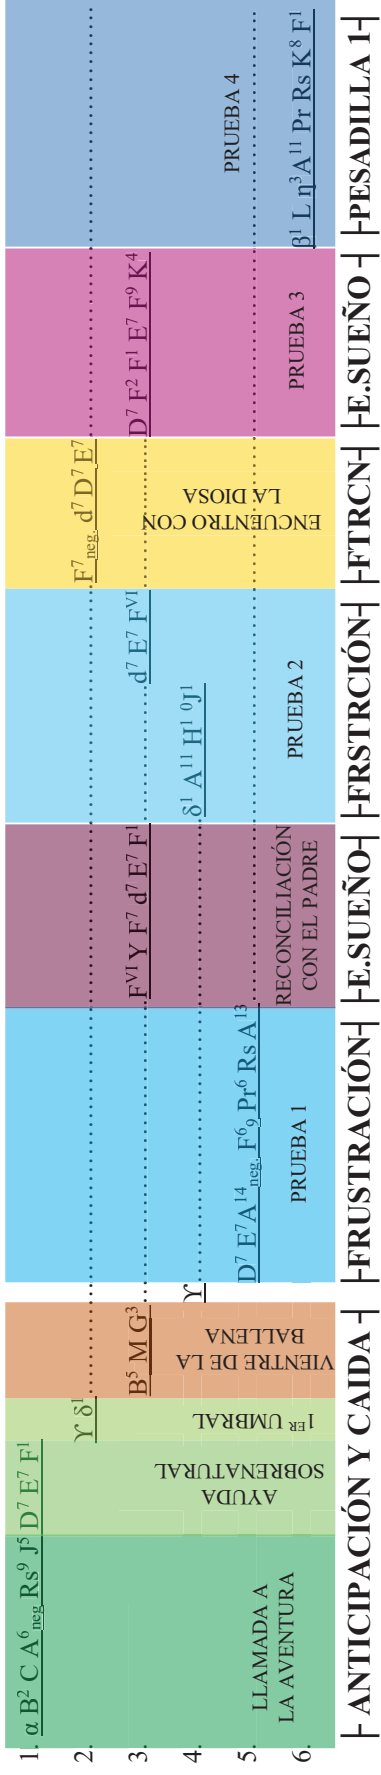 1. α B² C A⁶neg Rs⁹ J⁵ D⁷ E⁷ F¹
2. ϒ δ¹ F⁷neg. d⁷ D⁷ E⁷
3. B⁵ M G³ Fⱽᴵ Y F⁷ d⁷ E⁷ F¹ d⁷ E⁷ Fⱽᴵ D⁷ F² F¹ E⁷ F⁹ K⁴
4. ϒ δ¹ A¹¹ H¹ ⁰J¹
5. D⁷ E⁷A¹⁴neg. F⁶₉ Pr⁶ Rs A¹³
6. β¹ L η³A¹¹ Pr Rs K⁸ F¹
LLAMADA A
LA AVENTURA
AYUDA
SOBRENATURAL
1ᴱᴿ UMBRAL
VIENTRE DE LA
BALLENA
PRUEBA 1
RECONCILIACIÓN
CON EL PADRE
PRUEBA 2
ENCUENTRO CON
LA DIOSA
PRUEBA 3
PRUEBA 4
ANTICIPACIÓN Y CAIDA
FRUSTRACIÓN
E.SUEÑO
FRSTRCIÓN
FTRCN
E.SUEÑO
PESADILLA 1